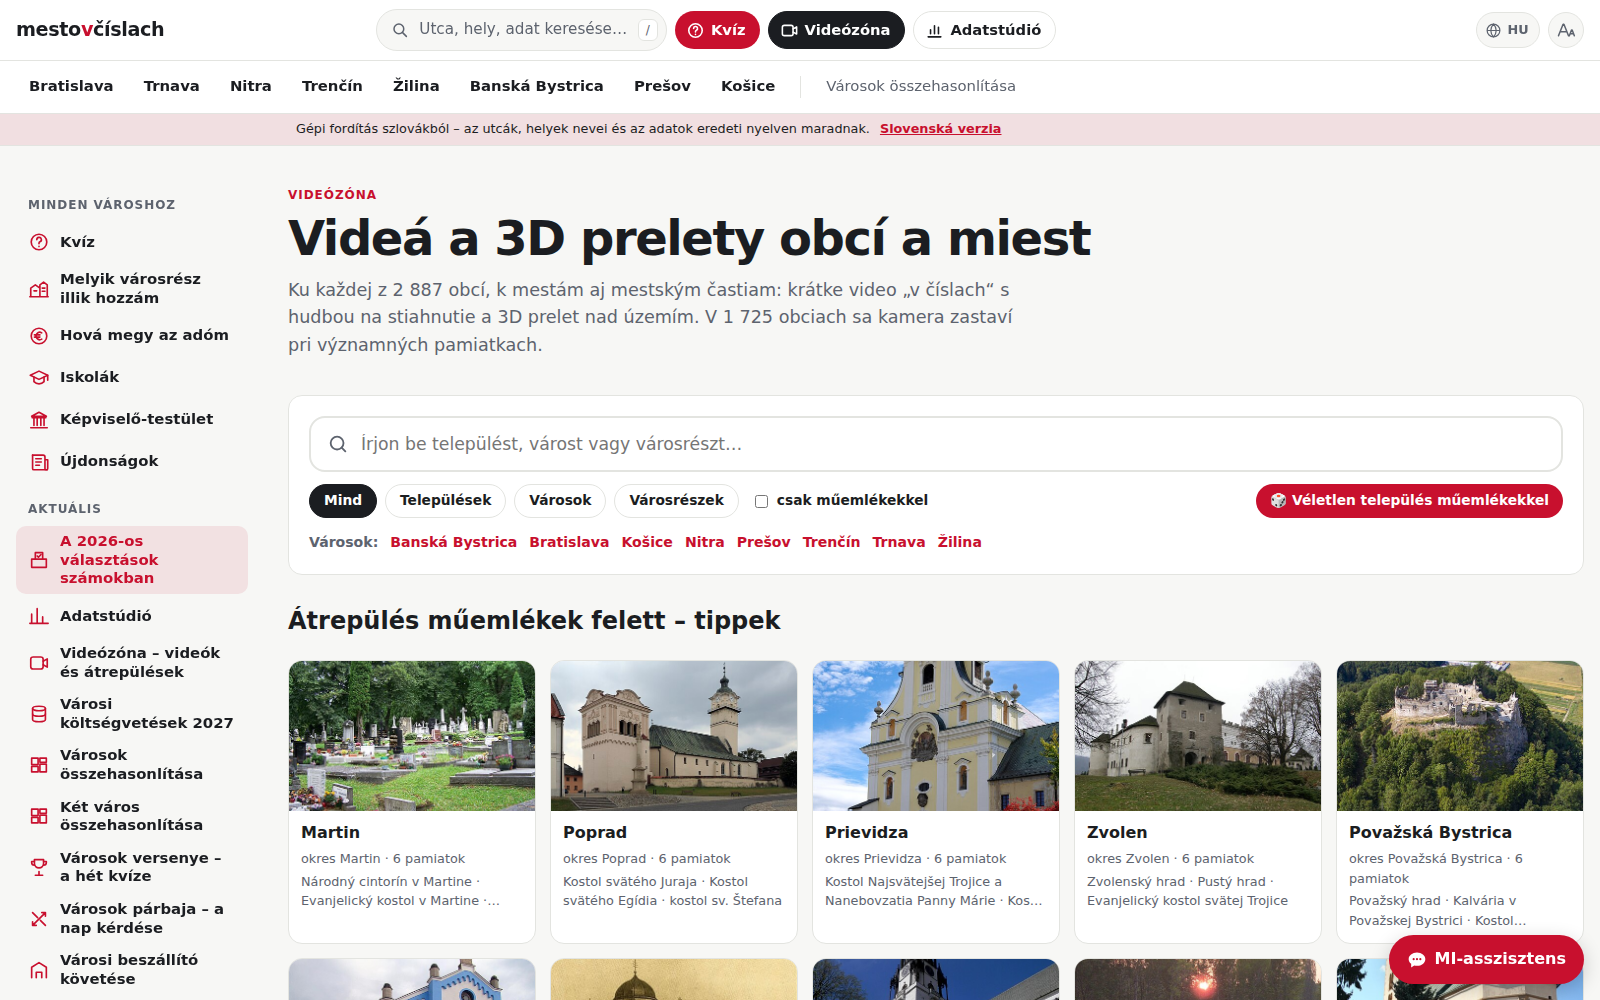 mestovčíslach
Utca, hely, adat keresése… /
Kvíz
Videózóna
Adatstúdió
HU
Bratislava Trnava Nitra Trenčín Žilina Banská Bystrica Prešov Košice Városok összehasonlítása
Gépi fordítás szlovákból – az utcák, helyek nevei és az adatok eredeti nyelven maradnak. Slovenská verzia
MINDEN VÁROSHOZ
Kvíz
Melyik városrész
illik hozzám
Hová megy az adóm
Iskolák
Képviselő-testület
Újdonságok
AKTUÁLIS
A 2026-os
választások
számokban
Adatstúdió
Videózóna – videók
és átrepülések
Városi
költségvetések 2027
Városok
összehasonlítása
Két város
összehasonlítása
Városok versenye –
a hét kvíze
Városok párbaja – a
nap kérdése
Városi beszállító
követése
VIDEÓZÓNA
Videá a 3D prelety obcí a miest
Ku každej z 2 887 obcí, k mestám aj mestským častiam: krátke video „v číslach“ s
hudbou na stiahnutie a 3D prelet nad územím. V 1 725 obciach sa kamera zastaví
pri významných pamiatkach.
Írjon be települést, várost vagy városrészt…
Mind Települések Városok Városrészek csak műemlékekkel
Véletlen település műemlékekkel
Városok: Banská Bystrica Bratislava Košice Nitra Prešov Trenčín Trnava Žilina
Átrepülés műemlékek felett – tippek
Martin
okres Martin · 6 pamiatok
Národný cintorín v Martine ·
Evanjelický kostol v Martine ·…
Poprad
okres Poprad · 6 pamiatok
Kostol svätého Juraja · Kostol
svätého Egídia · kostol sv. Štefana
Prievidza
okres Prievidza · 6 pamiatok
Kostol Najsvätejšej Trojice a
Nanebovzatia Panny Márie · Kos…
Zvolen
okres Zvolen · 6 pamiatok
Zvolenský hrad · Pustý hrad ·
Evanjelický kostol svätej Trojice
Považská Bystrica
okres Považská Bystrica · 6
pamiatok
Považský hrad · Kalvária v
Považskej Bystrici · Kostol…
MI-asszisztens